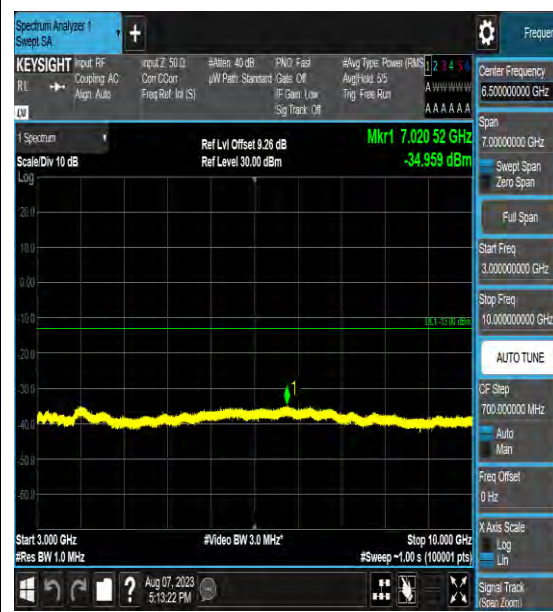 Spectrum Analyzer 1
Swept SA
+
Frequen
KEYSIGHT
RL
Input: RF
Coupling: AC
Align: Auto
Input Z: 50 Ω
Corr CCorr
Freq Ref: Int (S)
#Atten: 40 dB
µW Path: Standard
PNO: Fast
Gate: Off
IF Gain: Low
Sig Track: Off
#Avg Type: Power (RMS
Avg|Hold: 5/5
Trig: Free Run
1 2 3 4 5 6
A W W W W W
A A A A A A
LXI
1 Spectrum
Scale/Div 10 dB
Log
Ref Lvl Offset 9.26 dB
Ref Level 30.00 dBm
Mkr1 7.020 52 GHz
-34.959 dBm
20.0
10.0
0.00
-10.0
DL1 -13.00 dBm
-20.0
-30.0
1
-40.0
-50.0
-60.0
Start 3.000 GHz
#Res BW 1.0 MHz
#Video BW 3.0 MHz*
Stop 10.000 GHz
#Sweep ~1.00 s (100001 pts)
?
Aug 07, 2023
5:13:22 PM
Center Frequency
6.500000000 GHz
Span
7.00000000 GHz
Swept Span
Zero Span
Full Span
Start Freq
3.000000000 GHz
Stop Freq
10.000000000 GHz
AUTO TUNE
CF Step
700.000000 MHz
Auto
Man
Freq Offset
0 Hz
X Axis Scale
Log
Lin
Signal Track
(Span Zoom)